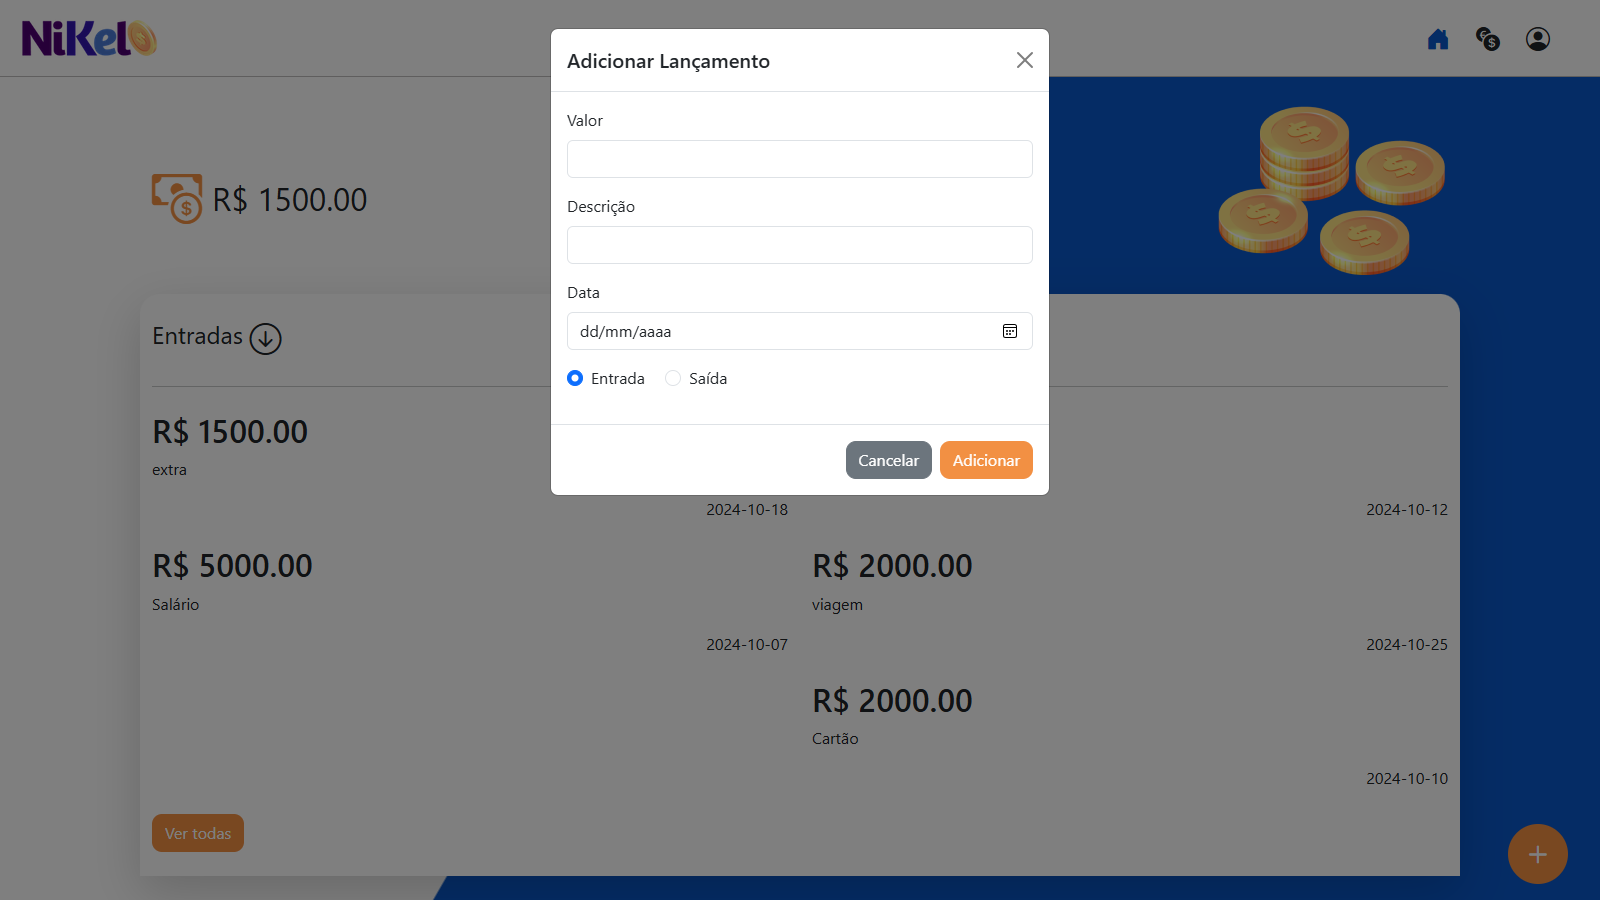 NiKel
Adicionar Lançamento
Valor
Descrição
Data
dd/mm/aaaa
Entrada
Saída
Cancelar
Adicionar
R$ 1500.00
Entradas
R$ 1500.00
extra
2024-10-18
2024-10-12
R$ 5000.00
R$ 2000.00
Salário
viagem
2024-10-07
2024-10-25
R$ 2000.00
Cartão
2024-10-10
Ver todas
+